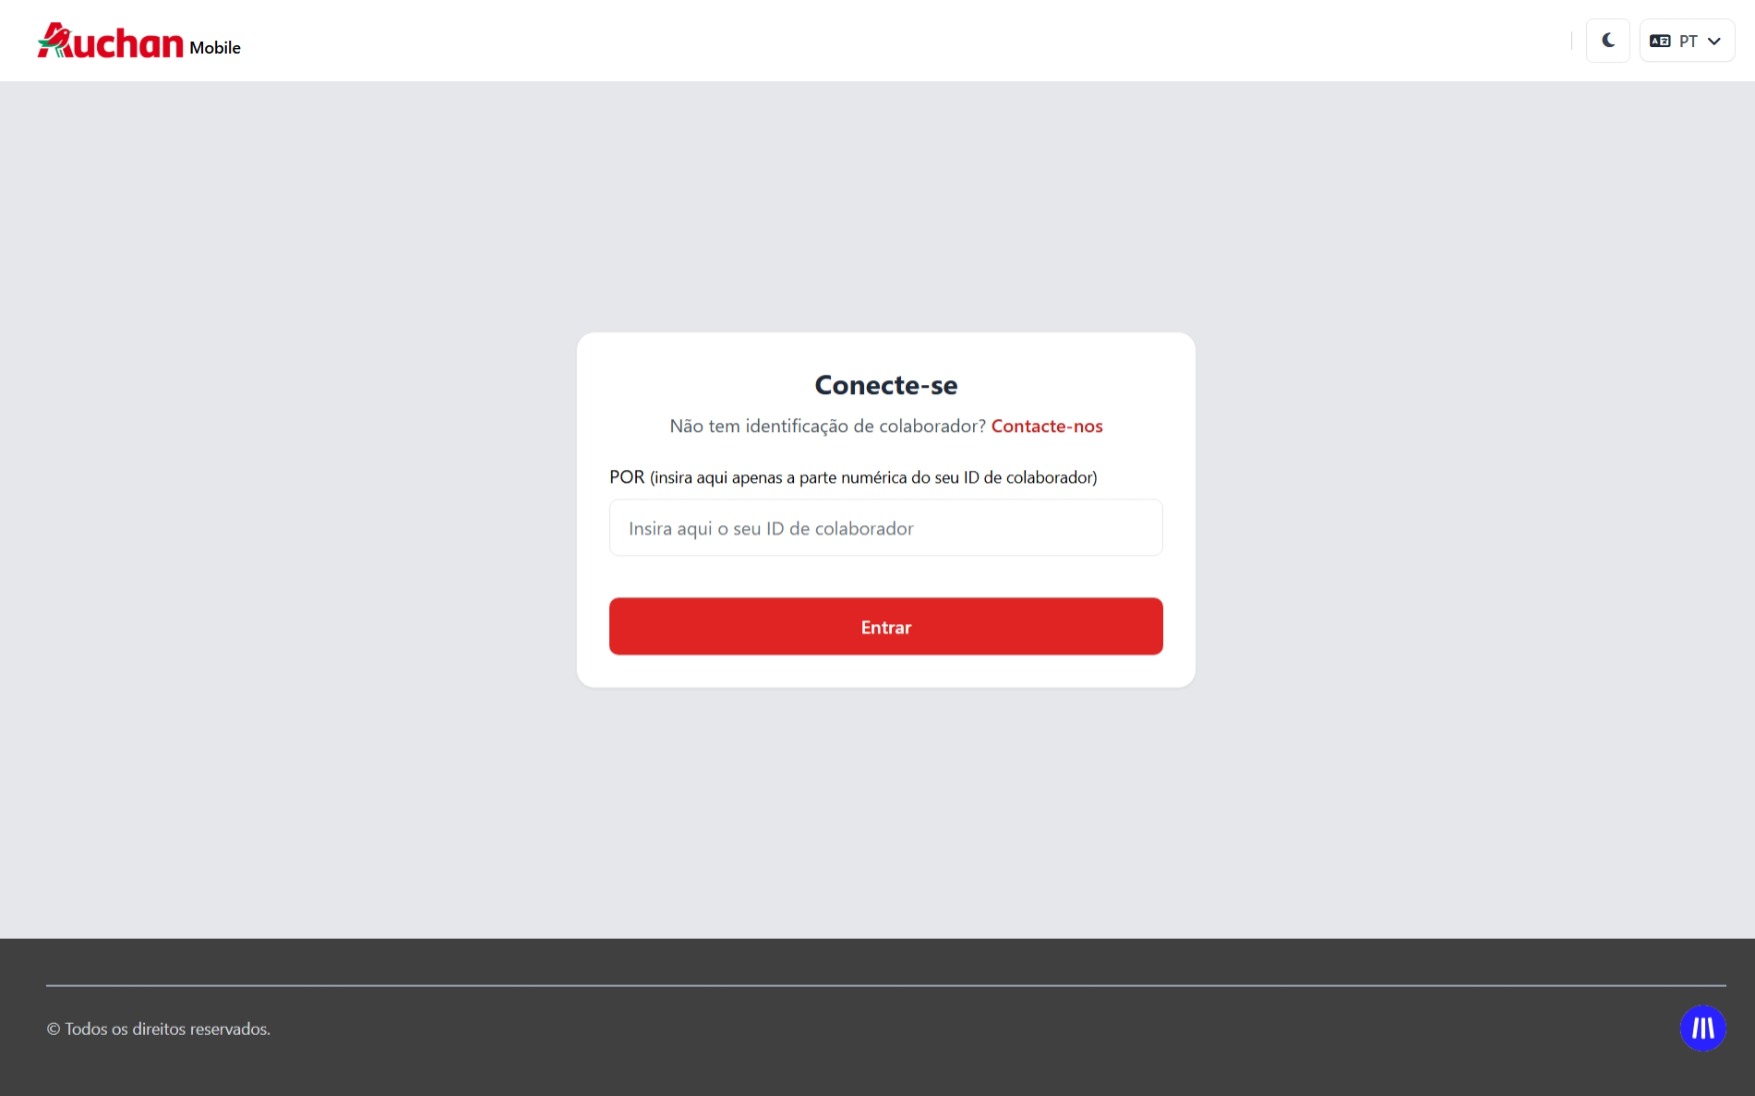 Auchan Mobile
PT
Conecte-se
Não tem identificação de colaborador? Contacte-nos
POR (insira aqui apenas a parte numérica do seu ID de colaborador)
Insira aqui o seu ID de colaborador
Entrar
© Todos os direitos reservados.